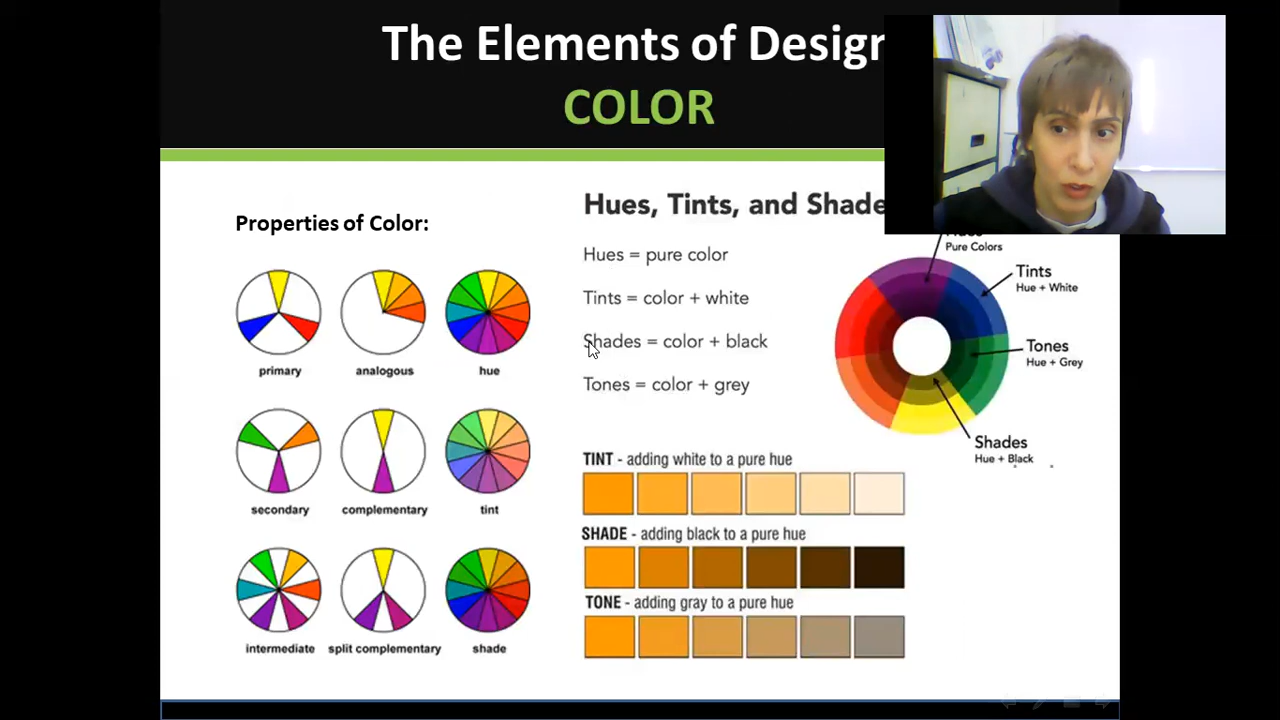 The Elements of Design
COLOR
Properties of Color:
primary
analogous
hue
secondary
complementary
tint
intermediate
split complementary
shade
Hues, Tints, and Shade
Hues = pure color
Tints = color + white
Shades = color + black
Tones = color + grey
Pure Colors
Tints
Hue + White
Tones
Hue + Grey
Shades
Hue + Black
TINT - adding white to a pure hue
SHADE - adding black to a pure hue
TONE - adding gray to a pure hue